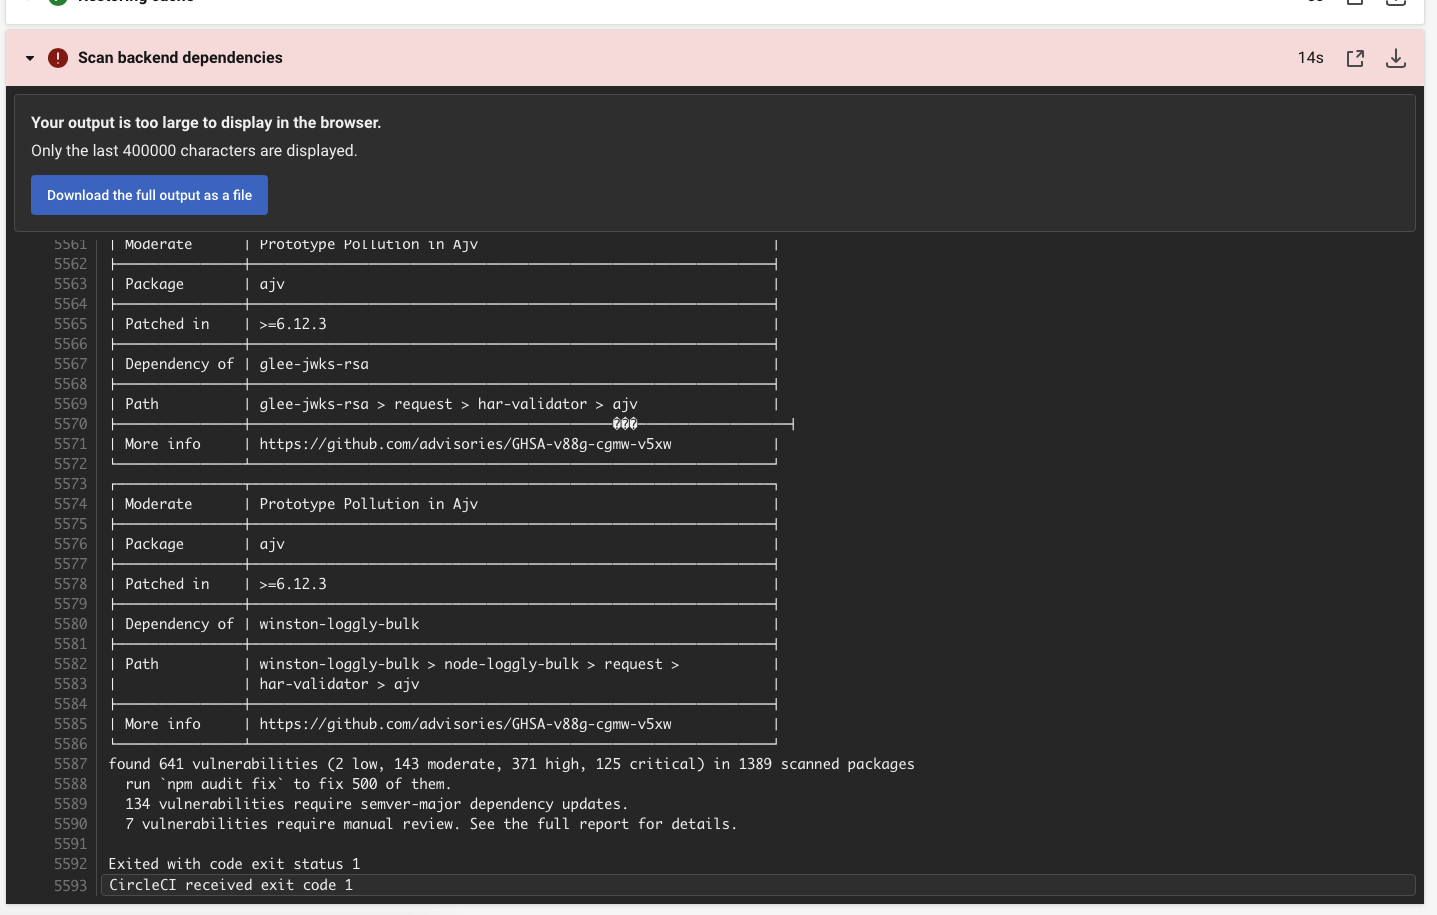 Restoring cache
Scan backend dependencies 14s
Your output is too large to display in the browser.
Only the last 400000 characters are displayed.
Download the full output as a file
5561 | Moderate | Prototype Pollution in Ajv |
5562
5563 | Package | ajv |
5564
5565 | Patched in | >=6.12.3 |
5566
5567 | Dependency of | glee-jwks-rsa |
5568
5569 | Path | glee-jwks-rsa > request > har-validator > ajv |
5570 ���
5571 | More info | https://github.com/advisories/GHSA-v88g-cgmw-v5xw |
5572
5573
5574 | Moderate | Prototype Pollution in Ajv |
5575
5576 | Package | ajv |
5577
5578 | Patched in | >=6.12.3 |
5579
5580 | Dependency of | winston-loggly-bulk |
5581
5582 | Path | winston-loggly-bulk > node-loggly-bulk > request > |
5583 | | har-validator > ajv |
5584
5585 | More info | https://github.com/advisories/GHSA-v88g-cgmw-v5xw |
5586
5587 found 641 vulnerabilities (2 low, 143 moderate, 371 high, 125 critical) in 1389 scanned packages
5588 run `npm audit fix` to fix 500 of them.
5589 134 vulnerabilities require semver-major dependency updates.
5590 7 vulnerabilities require manual review. See the full report for details.
5591
5592 Exited with code exit status 1
5593 CircleCI received exit code 1